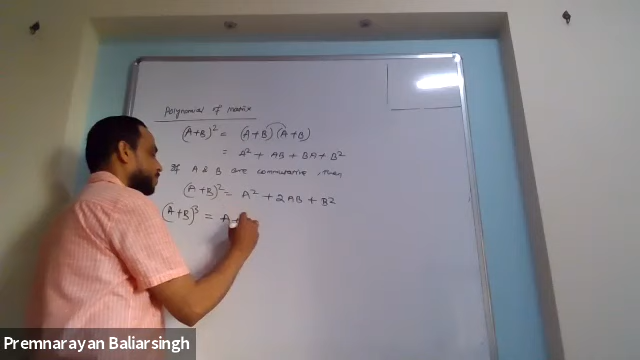 Polynomial of Matrix
(A+B)² = (A+B) (A+B)
= A² + AB + BA + B²
If A & B are commutative, then
(A+B)² = A² + 2AB + B²
(A+B)³ = A
Premnarayan Baliarsingh